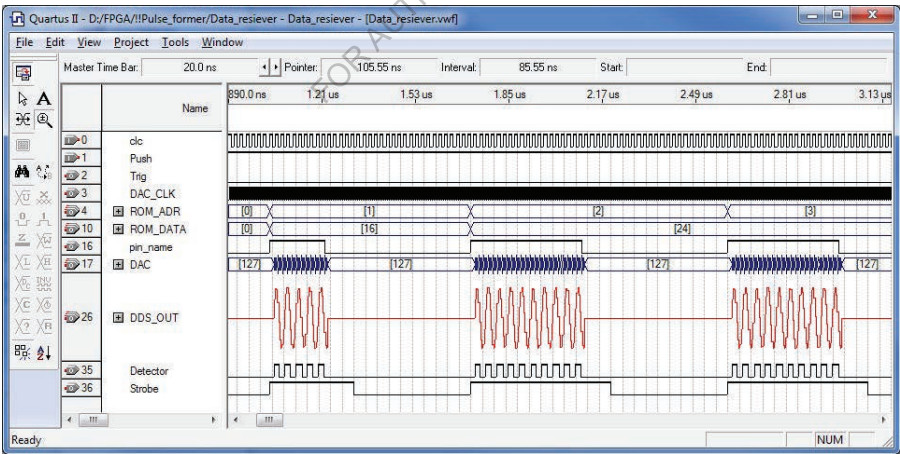 Quartus II - D:/FPGA/!!Pulse_former/Data_resiever - Data_resiever - [Data_resiever.vwf]
File Edit View Project Tools Window
Master Time Bar: 20.0 ns Pointer: 105.55 ns Interval: 85.55 ns Start: End:
Name
890.0 ns 1.21 us 1.53 us 1.85 us 2.17 us 2.49 us 2.81 us 3.13 us
0 clc
1 Push
2 Trig
3 DAC_CLK
4 ROM_ADR [0] [1] [2] [3]
10 ROM_DATA [0] [16] [24]
16 pin_name
17 DAC [127] [127] [127] [127]
26 DDS_OUT
35 Detector
36 Strobe
Ready NUM
FOR AUT